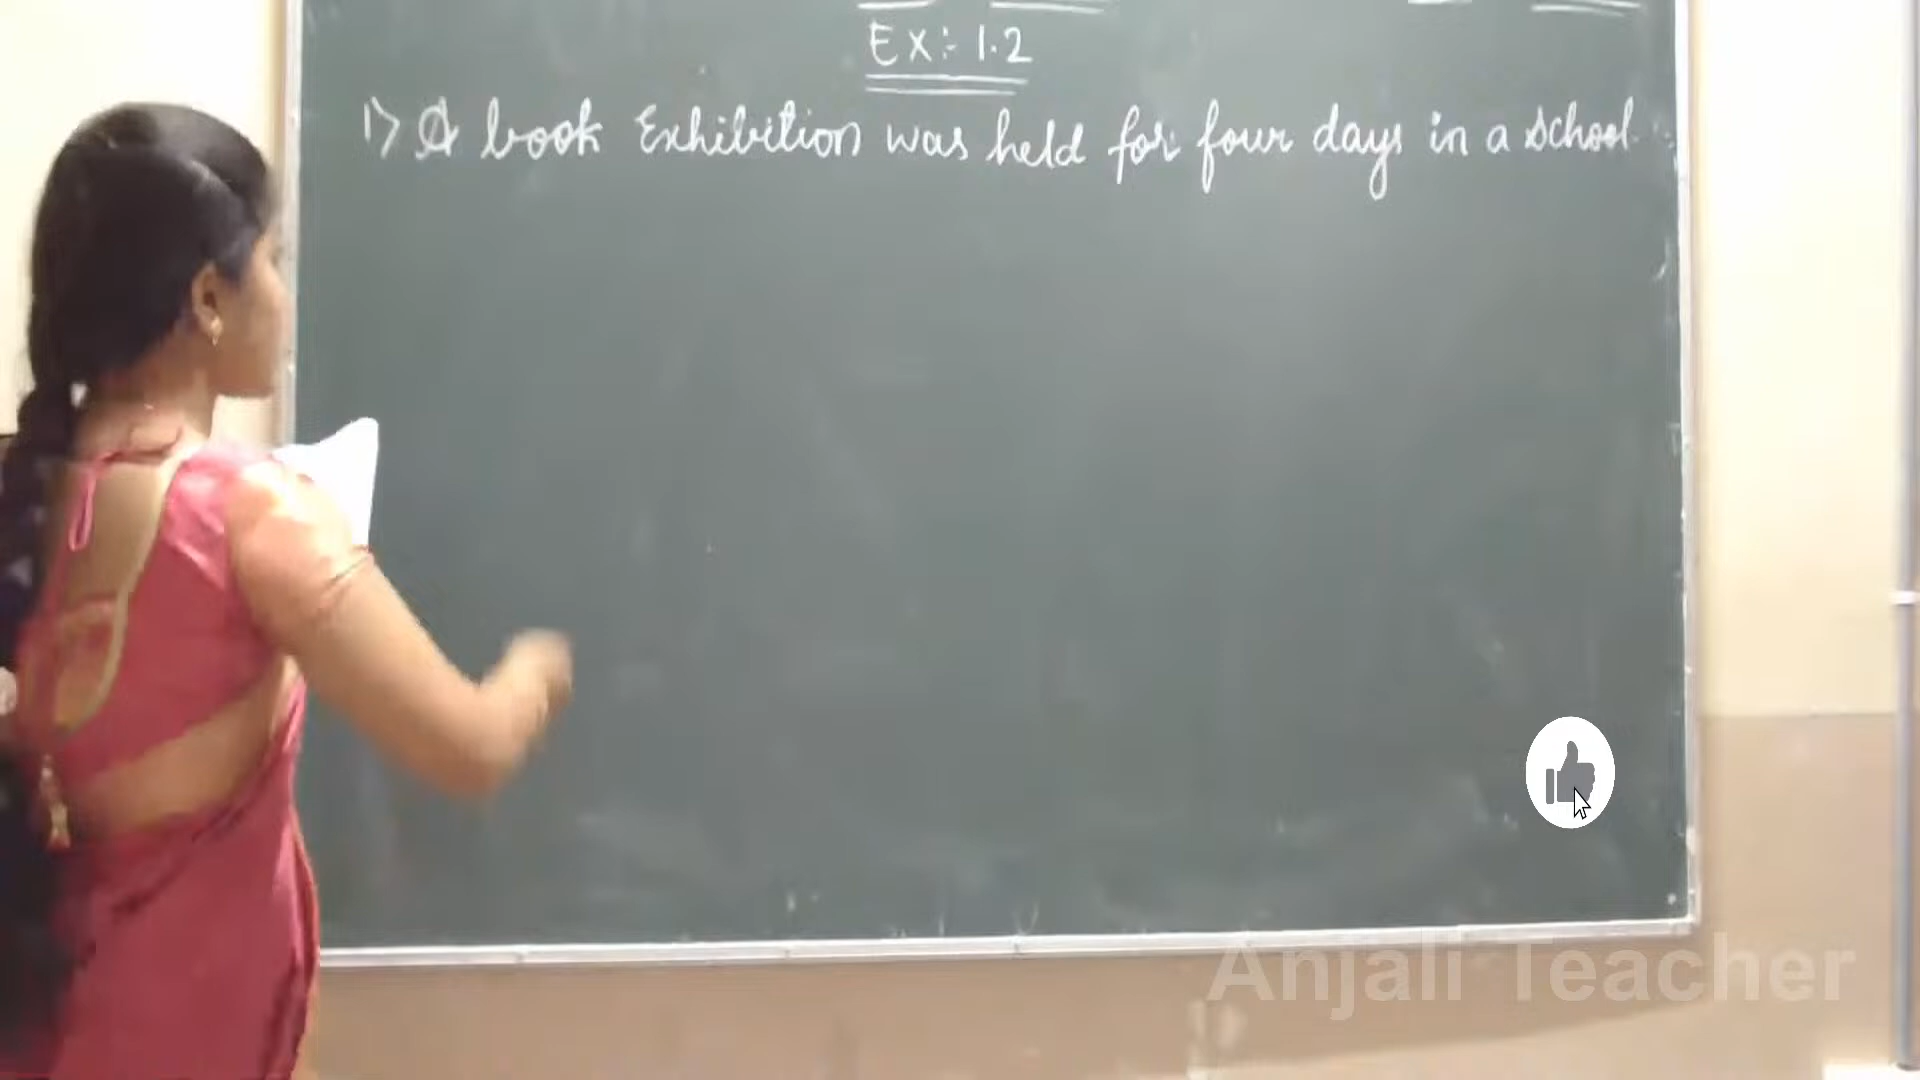 Ex:- 1.2
1) A book Exhibition was held for four days in a school.
Anjali Teacher